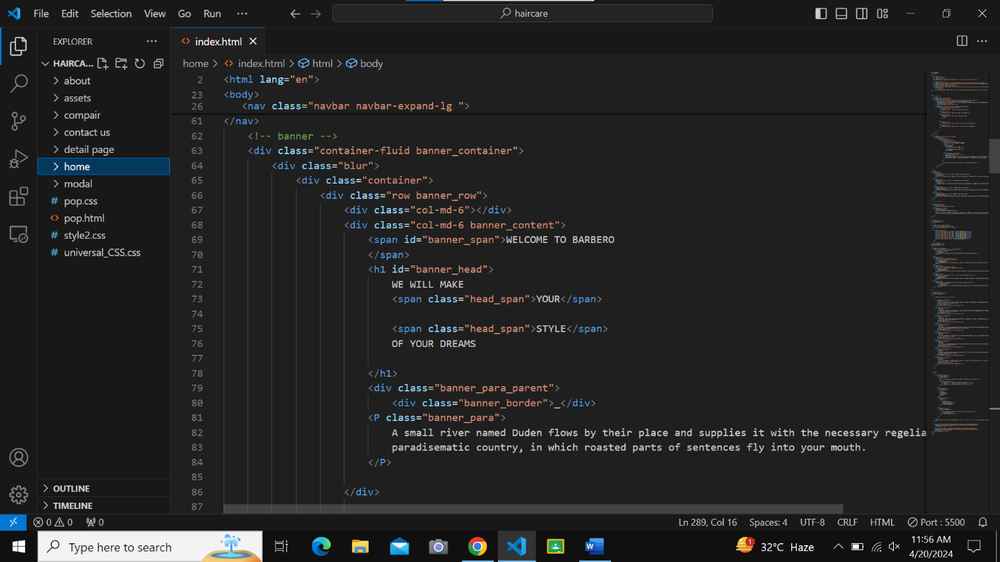 File Edit Selection View Go Run ··· haircare
EXPLORER ···
index.html
HAIRCA...
home > index.html > html > body
about
assets
compair
contact us
detail page
home
modal
pop.css
pop.html
style2.css
universal_CSS.css
OUTLINE
TIMELINE
2 <html lang="en">
23 <body>
26 <nav class="navbar navbar-expand-lg ">
61 </nav>
62 <!-- banner -->
63 <div class="container-fluid banner_container">
64 <div class="blur">
65 <div class="container">
66 <div class="row banner_row">
67 <div class="col-md-6"></div>
68 <div class="col-md-6 banner_content">
69 <span id="banner_span">WELCOME TO BARBERO
70 </span>
71 <h1 id="banner_head">
72 WE WILL MAKE
73 <span class="head_span">YOUR</span>
74
75 <span class="head_span">STYLE</span>
76 OF YOUR DREAMS
77
78 </h1>
79 <div class="banner_para_parent">
80 <div class="banner_border">_</div>
81 <P class="banner_para">
82 A small river named Duden flows by their place and supplies it with the necessary regelia
83 paradisematic country, in which roasted parts of sentences fly into your mouth.
84 </P>
85
86 </div>
87
0 0 0 Ln 289, Col 16 Spaces: 4 UTF-8 CRLF HTML Port : 5500
Type here to search 1 32°C Haze 11:56 AM
4/20/2024